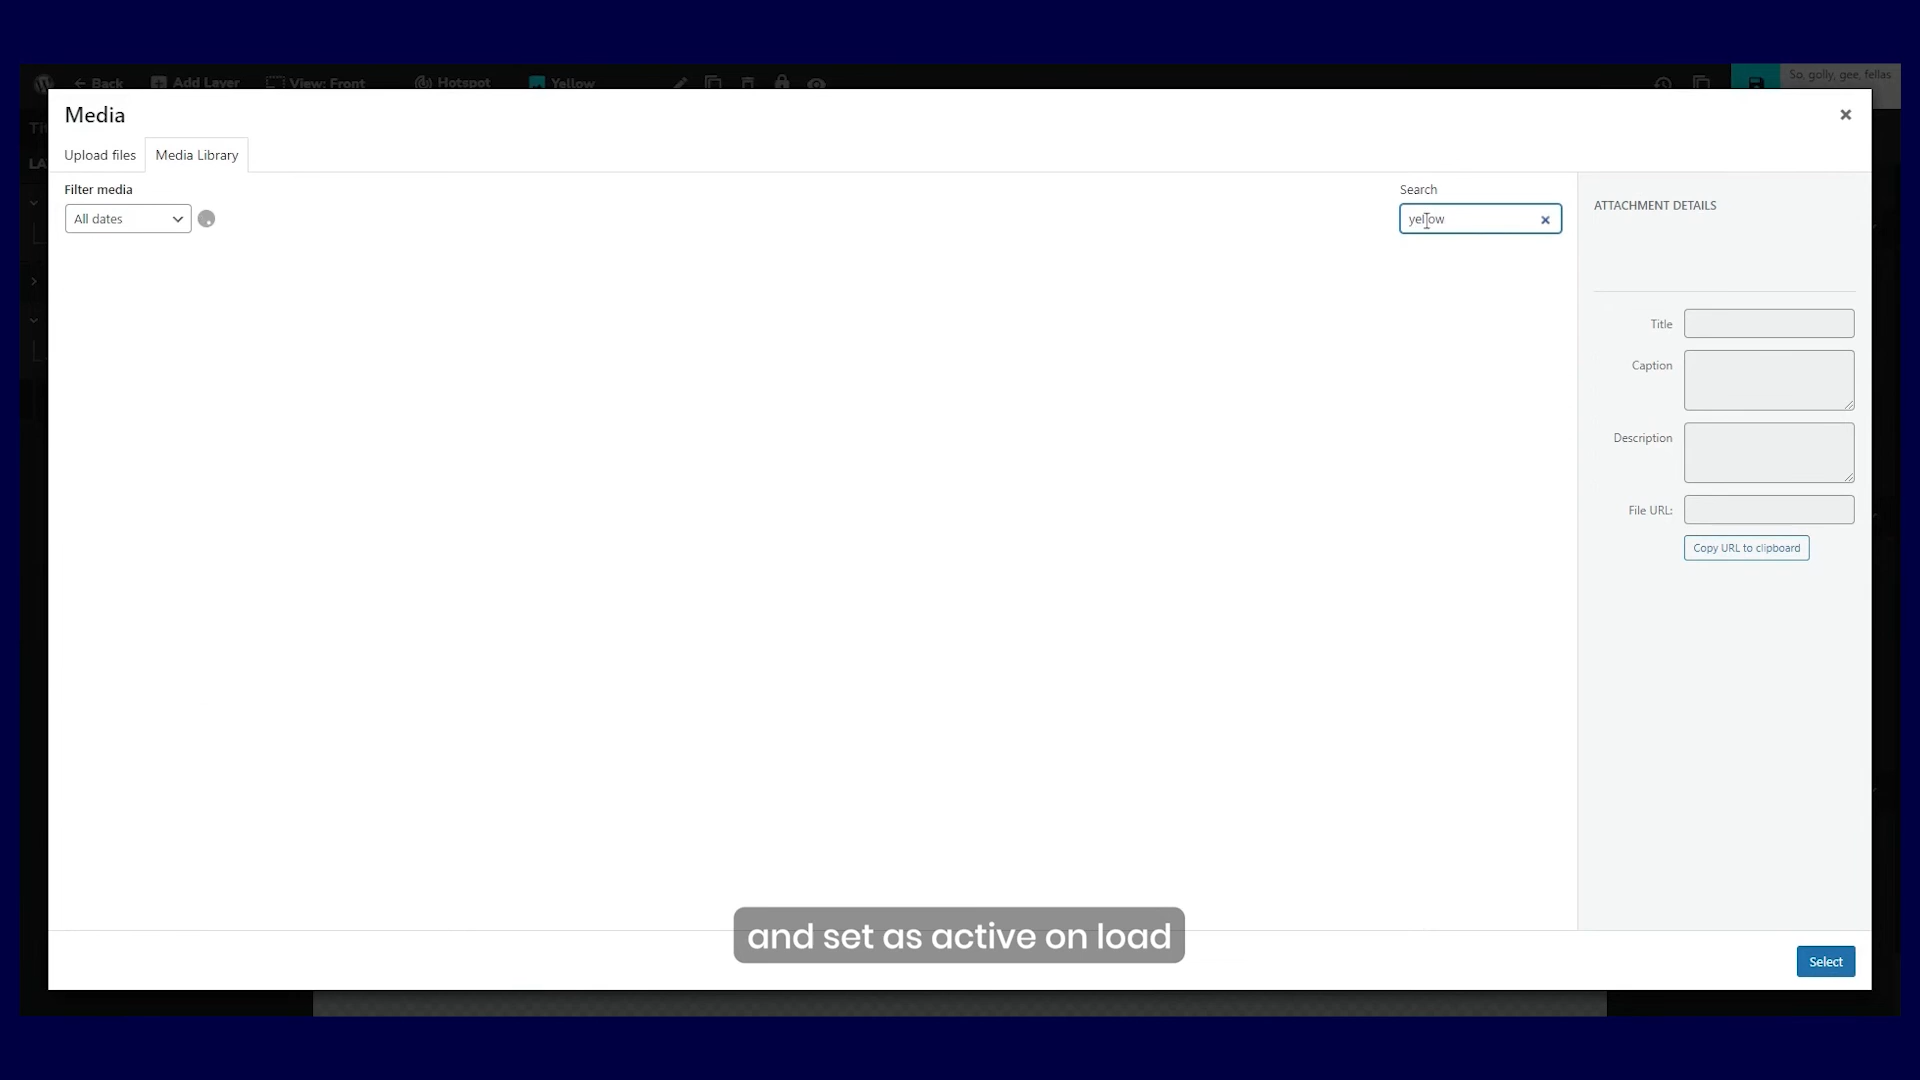 Back Add Layer View: Front Hotspot Yellow
So, golly, gee, fellas
Media
Upload files Media Library
Filter media
All dates
Search
yellow
ATTACHMENT DETAILS
Title
Caption
Description
File URL:
Copy URL to clipboard
and set as active on load
Select